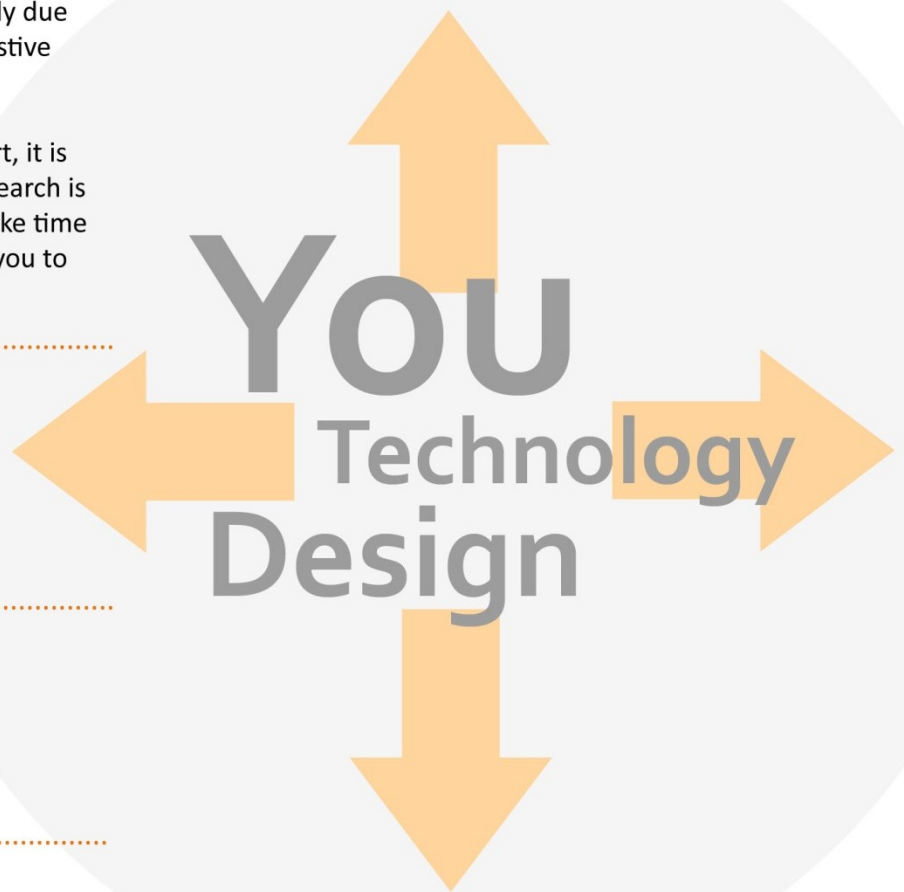 ly due
stive
t, it is
earch is
ke time
you to
You
Technology
Design